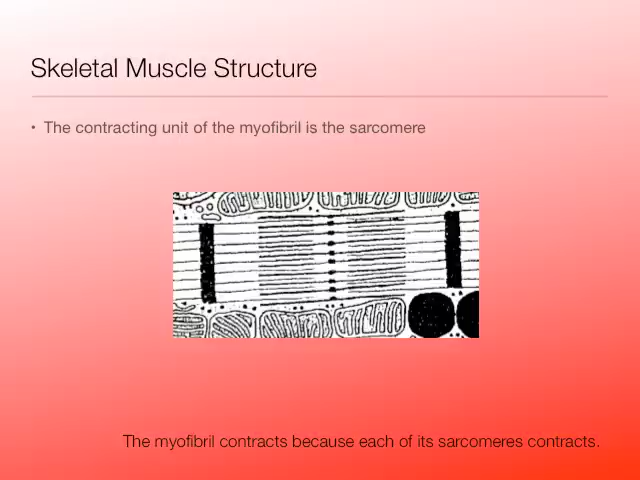 Skeletal Muscle Structure
• The contracting unit of the myofibril is the sarcomere
The myofibril contracts because each of its sarcomeres contracts.